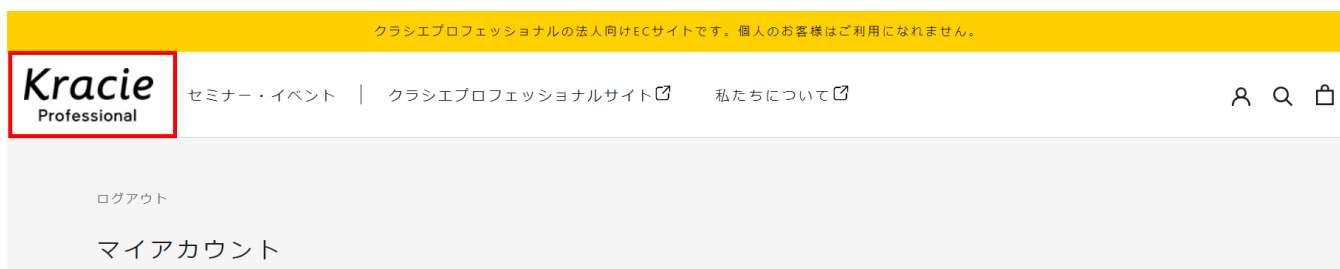 クラシエプロフェッショナルの法人向けECサイトです。個人のお客様はご利用になれません。
Kracie
Professional
セミナー・イベント | クラシエプロフェッショナルサイト 私たちについて
ログアウト
マイアカウント